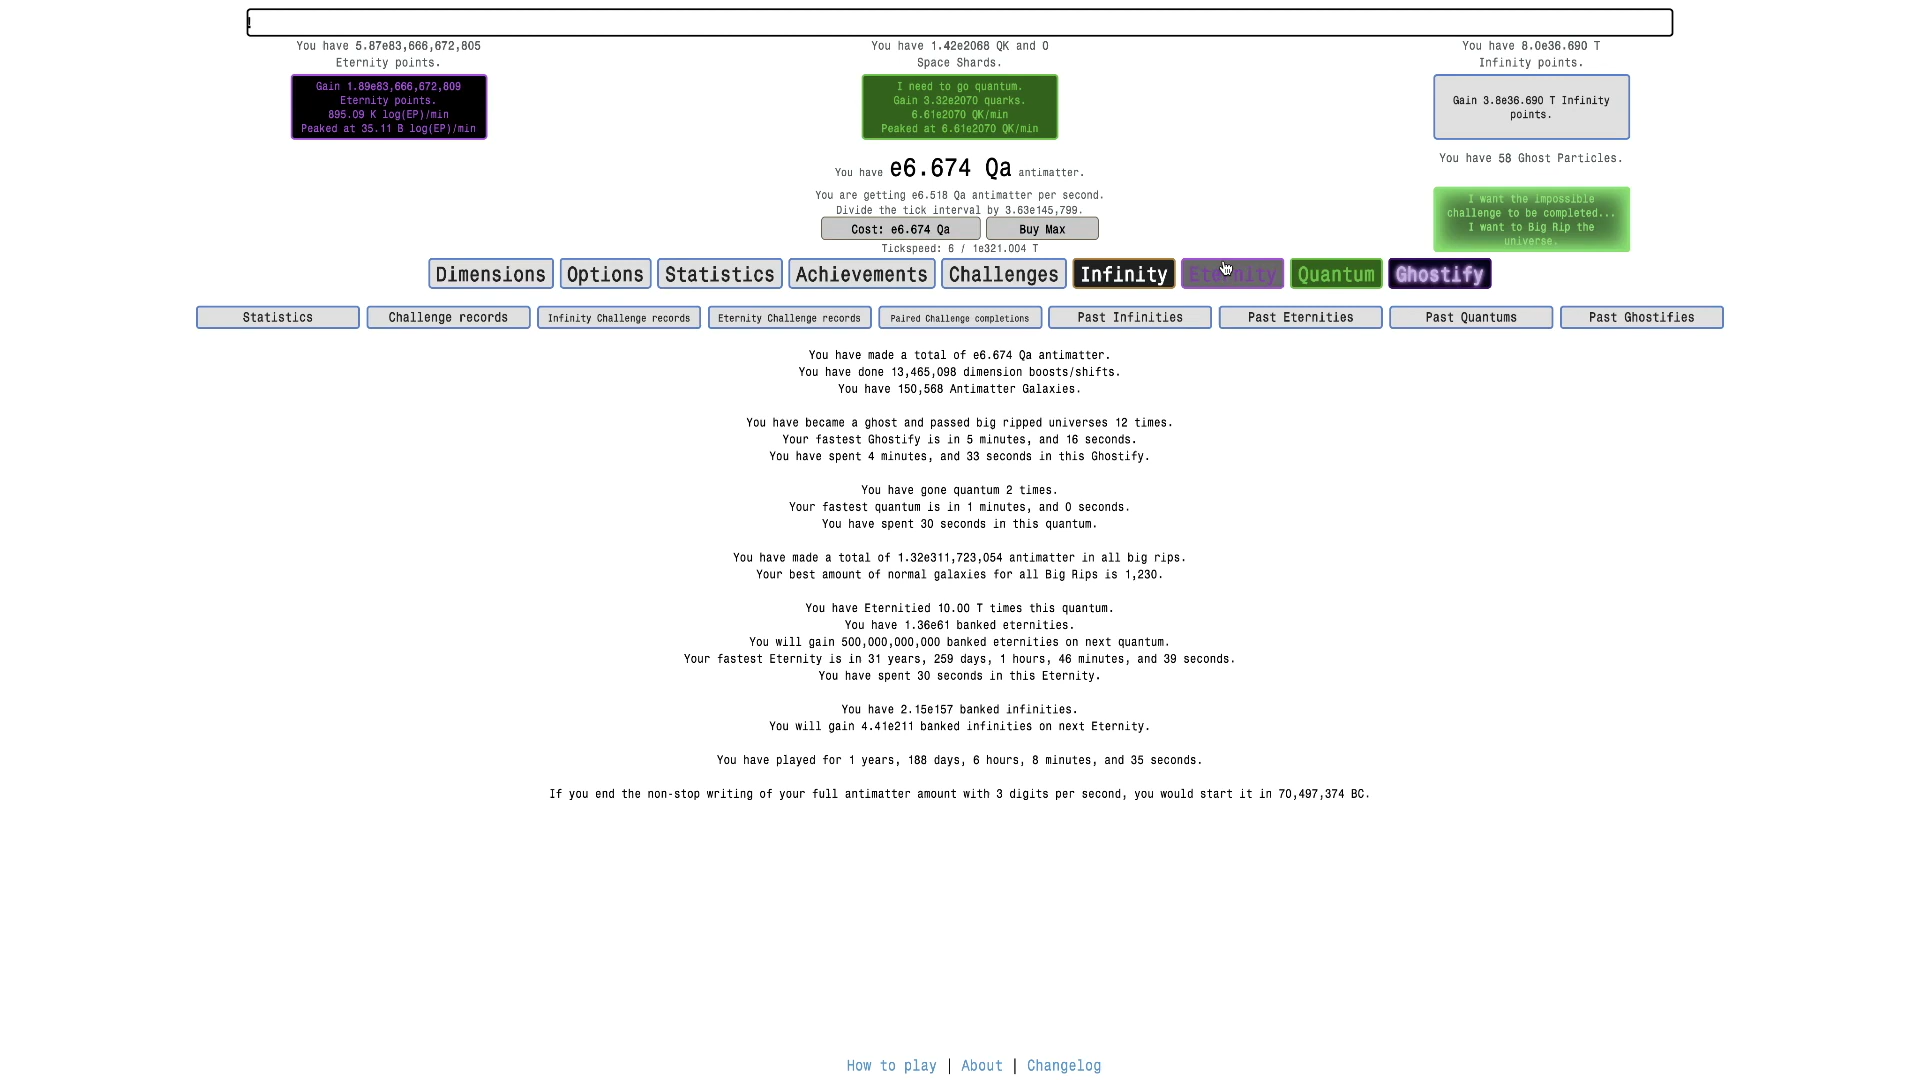 You have 5.87e83,666,672,805
Eternity points.
You have 1.42e2068 QK and 0
Space Shards.
You have 8.0e36.690 T
Infinity points.
Gain 1.89e83,666,672,809
Eternity points.
895.09 K log(EP)/min
Peaked at 35.11 B log(EP)/min
I need to go quantum.
Gain 3.32e2070 quarks.
6.61e2070 QK/min
Peaked at 6.61e2070 QK/min
Gain 3.8e36.690 T Infinity
points.
You have 58 Ghost Particles.
You have e6.674 Qa antimatter.
You are getting e6.518 Qa antimatter per second.
Divide the tick interval by 3.63e145,799.
Cost: e6.674 Qa
Buy Max
Tickspeed: 6 / 1e321.004 T
I want the impossible
challenge to be completed...
I want to Big Rip the
universe.
Dimensions
Options
Statistics
Achievements
Challenges
Infinity
Eternity
Quantum
Ghostify
Statistics
Challenge records
Infinity Challenge records
Eternity Challenge records
Paired Challenge completions
Past Infinities
Past Eternities
Past Quantums
Past Ghostifies
You have made a total of e6.674 Qa antimatter.
You have done 13,465,098 dimension boosts/shifts.
You have 150,568 Antimatter Galaxies.
You have became a ghost and passed big ripped universes 12 times.
Your fastest Ghostify is in 5 minutes, and 16 seconds.
You have spent 4 minutes, and 33 seconds in this Ghostify.
You have gone quantum 2 times.
Your fastest quantum is in 1 minutes, and 0 seconds.
You have spent 30 seconds in this quantum.
You have made a total of 1.32e311,723,054 antimatter in all big rips.
Your best amount of normal galaxies for all Big Rips is 1,230.
You have Eternitied 10.00 T times this quantum.
You have 1.36e61 banked eternities.
You will gain 500,000,000,000 banked eternities on next quantum.
Your fastest Eternity is in 31 years, 259 days, 1 hours, 46 minutes, and 39 seconds.
You have spent 30 seconds in this Eternity.
You have 2.15e157 banked infinities.
You will gain 4.41e211 banked infinities on next Eternity.
You have played for 1 years, 188 days, 6 hours, 8 minutes, and 35 seconds.
If you end the non-stop writing of your full antimatter amount with 3 digits per second, you would start it in 70,497,374 BC.
How to play | About | Changelog